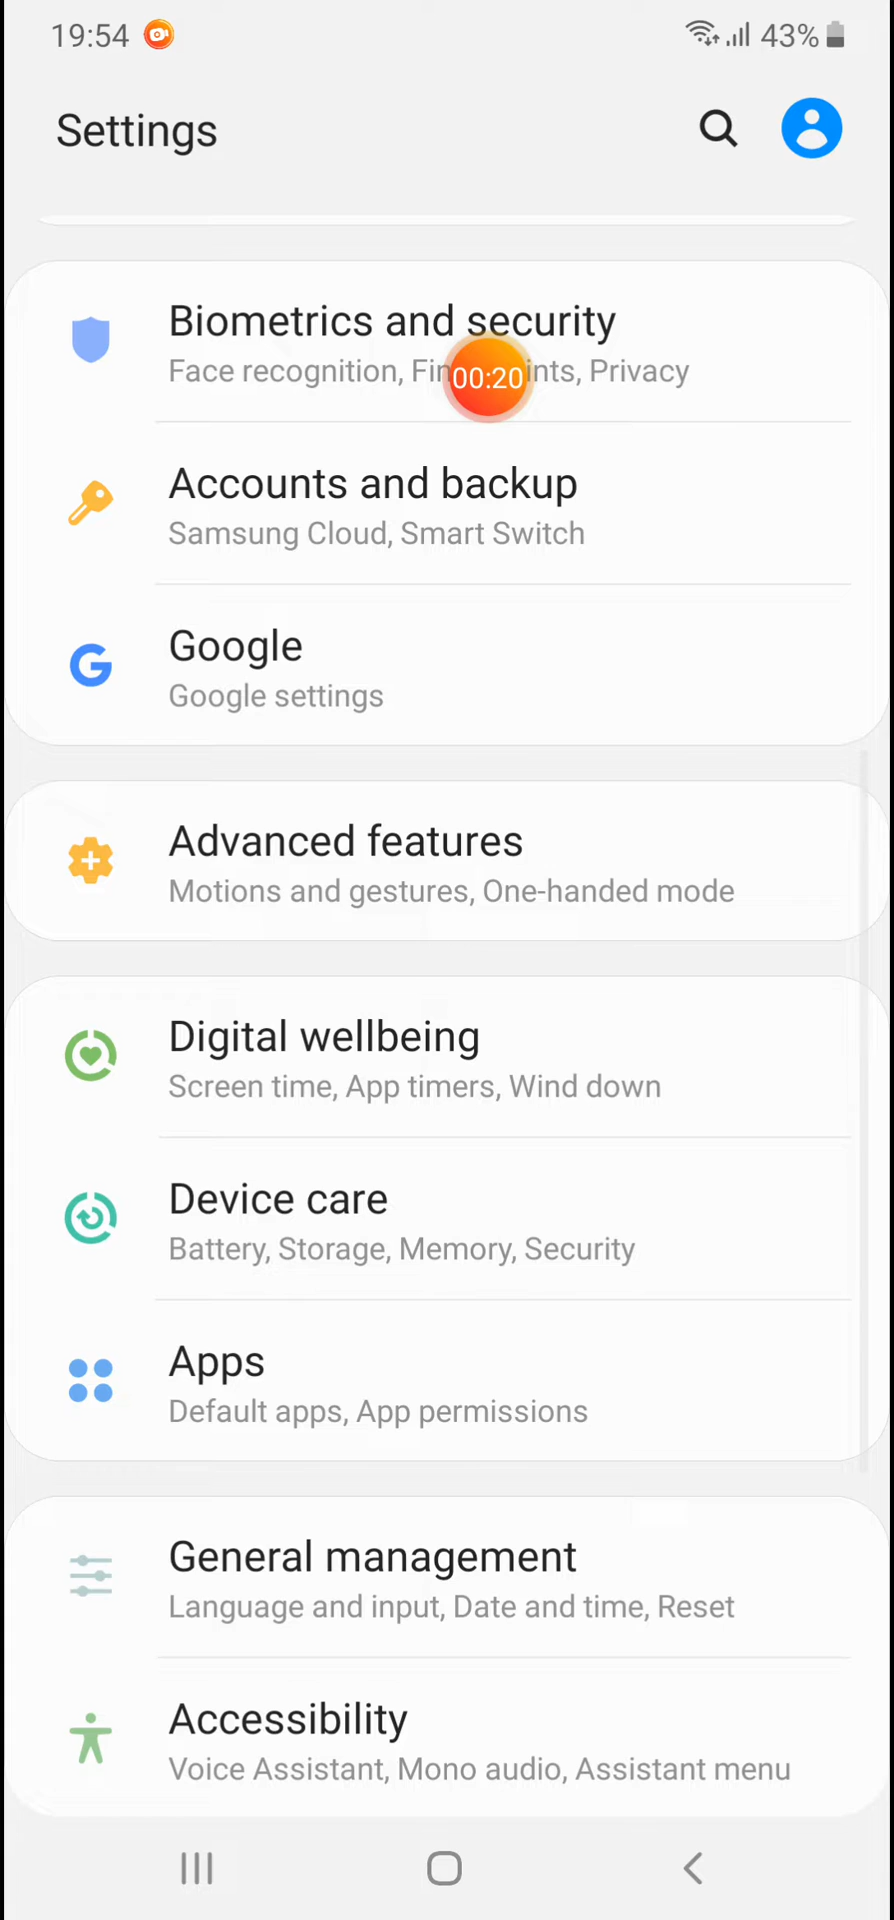 19:54
43%
Settings
Biometrics and security
Face recognition, Fin ints, Privacy
00:20
Accounts and backup
Samsung Cloud, Smart Switch
Google
Google settings
Advanced features
Motions and gestures, One-handed mode
Digital wellbeing
Screen time, App timers, Wind down
Device care
Battery, Storage, Memory, Security
Apps
Default apps, App permissions
General management
Language and input, Date and time, Reset
Accessibility
Voice Assistant, Mono audio, Assistant menu